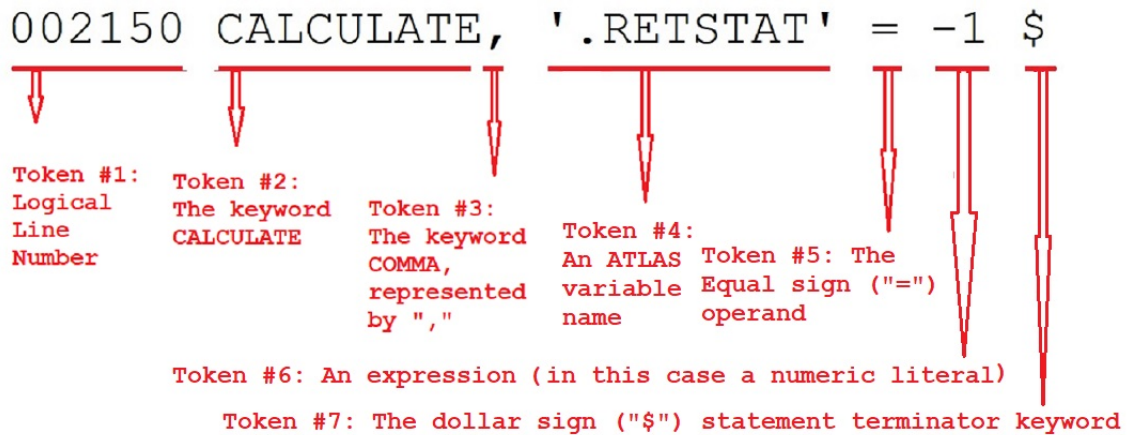 002150 CALCULATE, '.RETSTAT' = -1 $
Token #1:
Logical
Line
Number
Token #2:
The keyword
CALCULATE
Token #3:
The keyword
COMMA,
represented
by ","
Token #4:
An ATLAS
variable
name
Token #5: The
Equal sign ("=")
operand
Token #6: An expression (in this case a numeric literal)
Token #7: The dollar sign ("$") statement terminator keyword